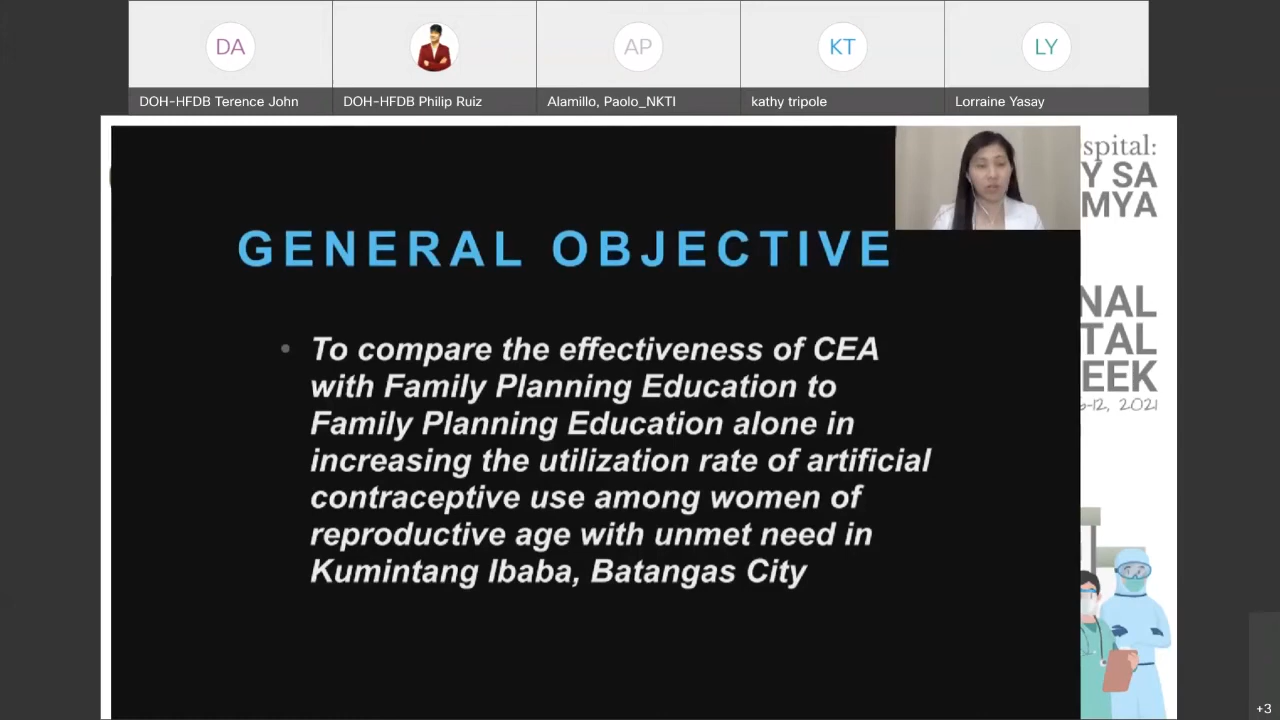 DA
AP
KT
LY
DOH-HFDB Terence John
DOH-HFDB Philip Ruiz
Alamillo, Paolo_NKTI
kathy tripole
Lorraine Yasay
spital:
Y SA
MYA
GENERAL OBJECTIVE
NAL
TAL
EEK
6-12, 2021
• To compare the effectiveness of CEA
with Family Planning Education to
Family Planning Education alone in
increasing the utilization rate of artificial
contraceptive use among women of
reproductive age with unmet need in
Kumintang Ibaba, Batangas City
+3